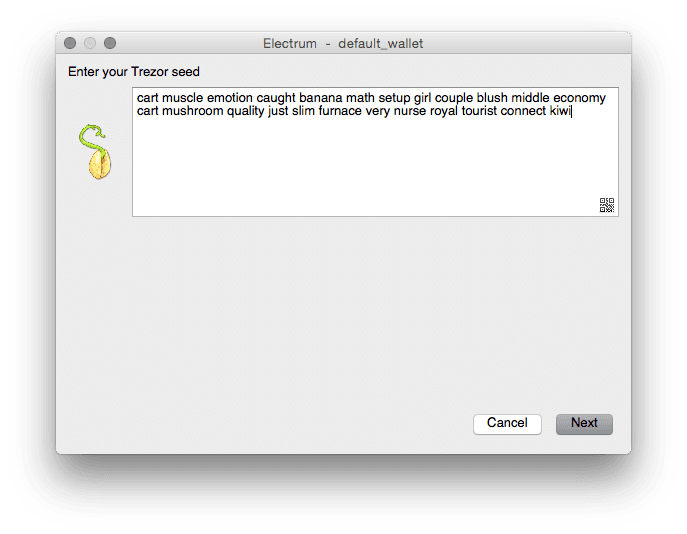 Electrum - default_wallet
Enter your Trezor seed
cart muscle emotion caught banana math setup girl couple blush middle economy
cart mushroom quality just slim furnace very nurse royal tourist connect kiwi
Cancel
Next